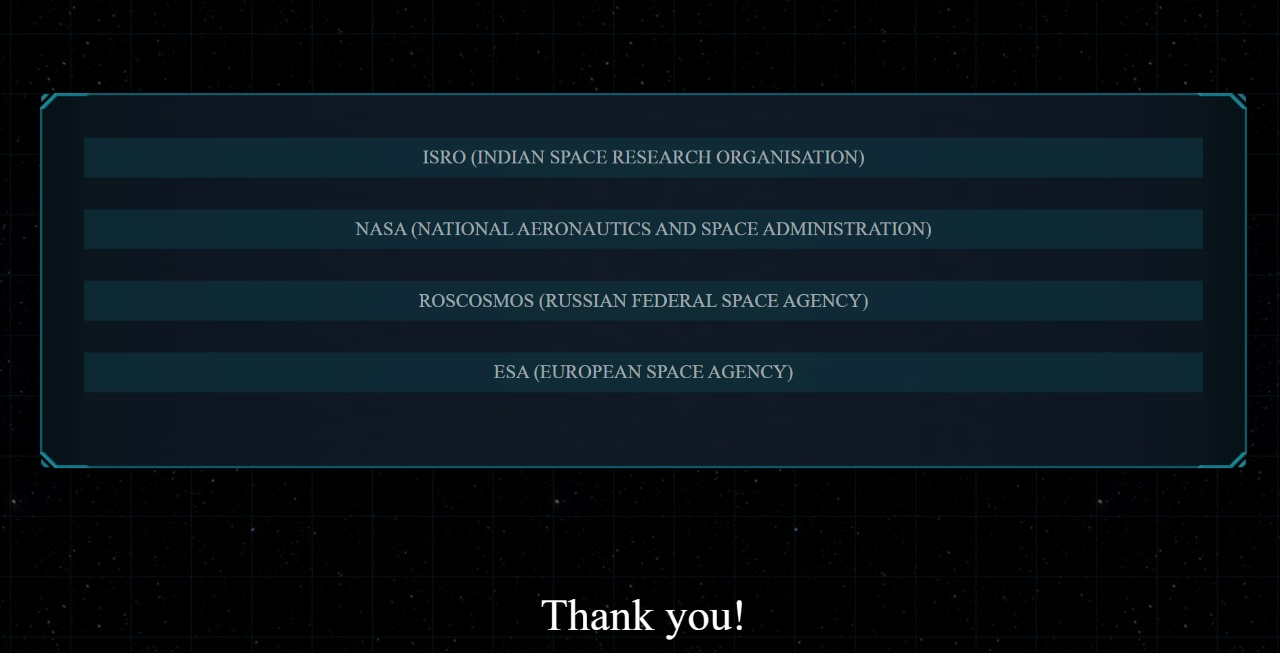 ISRO (INDIAN SPACE RESEARCH ORGANISATION)
NASA (NATIONAL AERONAUTICS AND SPACE ADMINISTRATION)
ROSCOSMOS (RUSSIAN FEDERAL SPACE AGENCY)
ESA (EUROPEAN SPACE AGENCY)
Thank you!